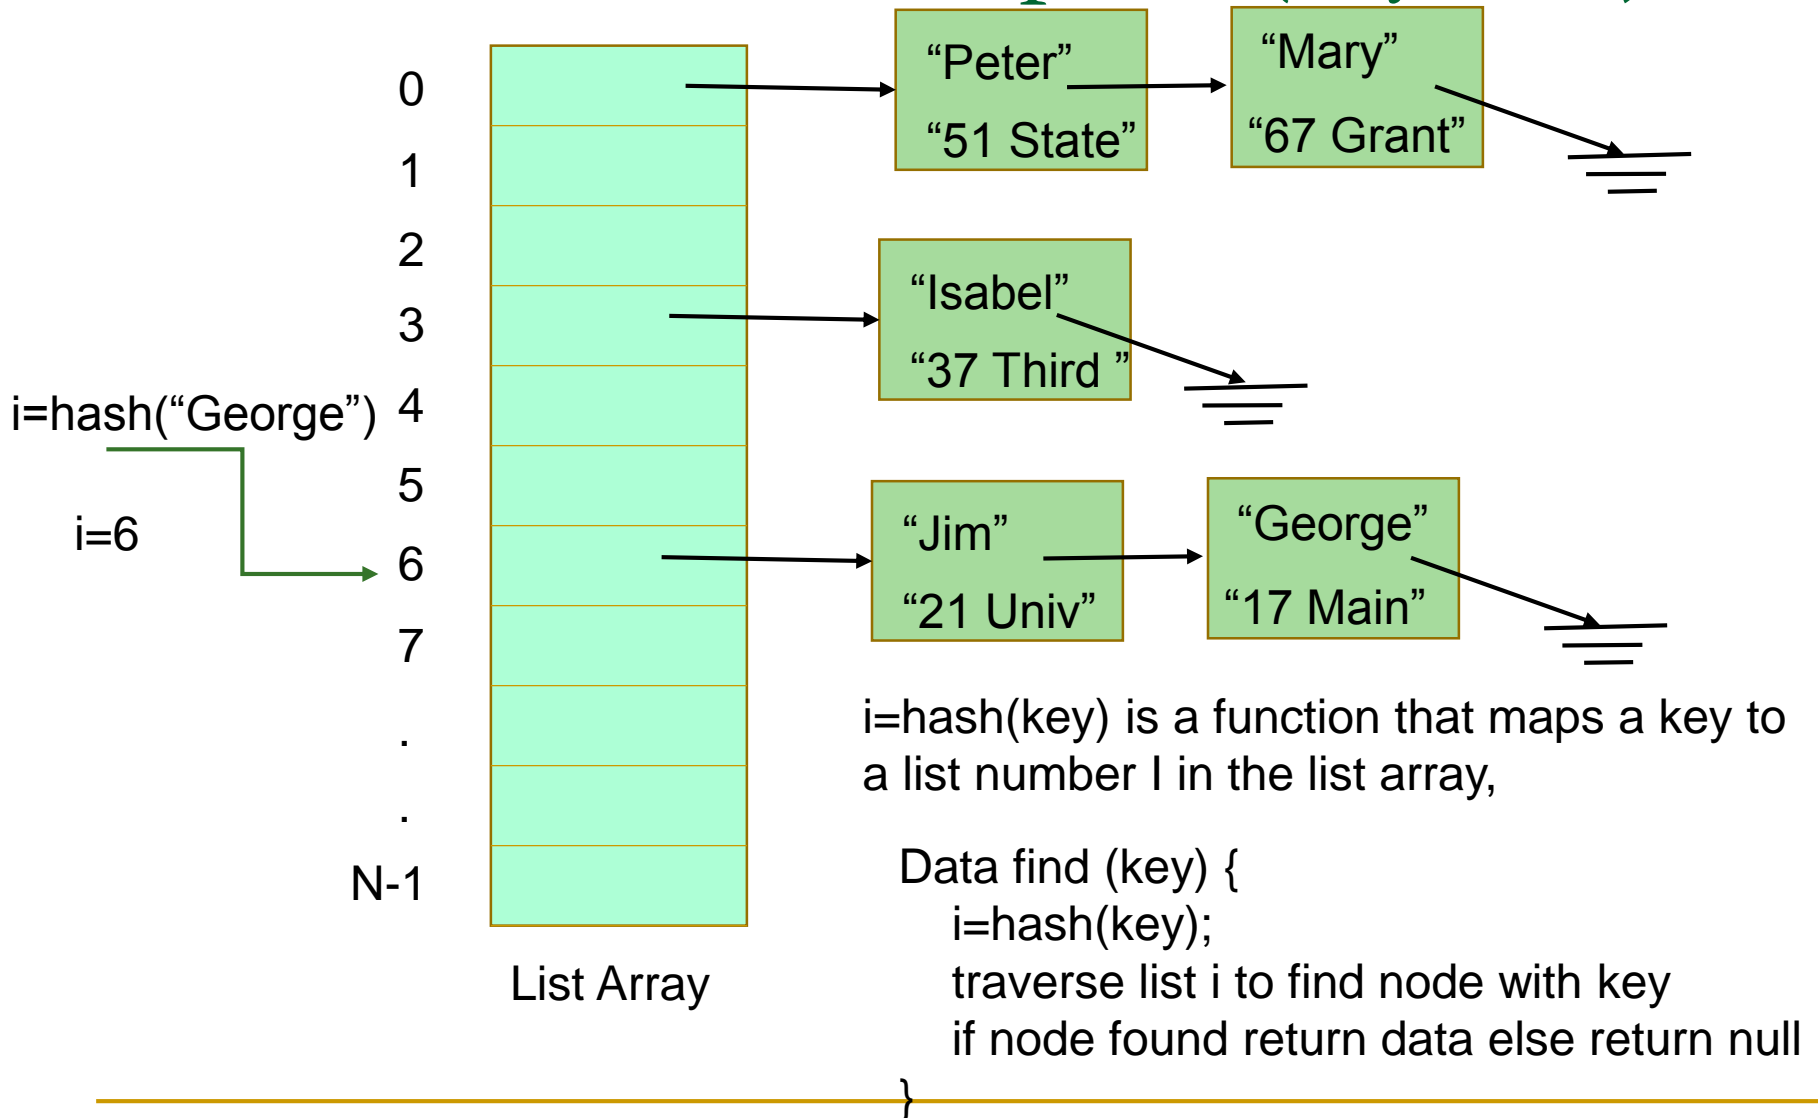 0
1
2
3
4
5
6
7
.
.
N-1
List Array
i=hash(“George”)
i=6
“Peter”
“51 State”
“Mary”
“67 Grant”
“Isabel”
“37 Third ”
“Jim”
“21 Univ”
“George”
“17 Main”
i=hash(key) is a function that maps a key to
a list number I in the list array,
Data find (key) {
i=hash(key);
traverse list i to find node with key
if node found return data else return null
}